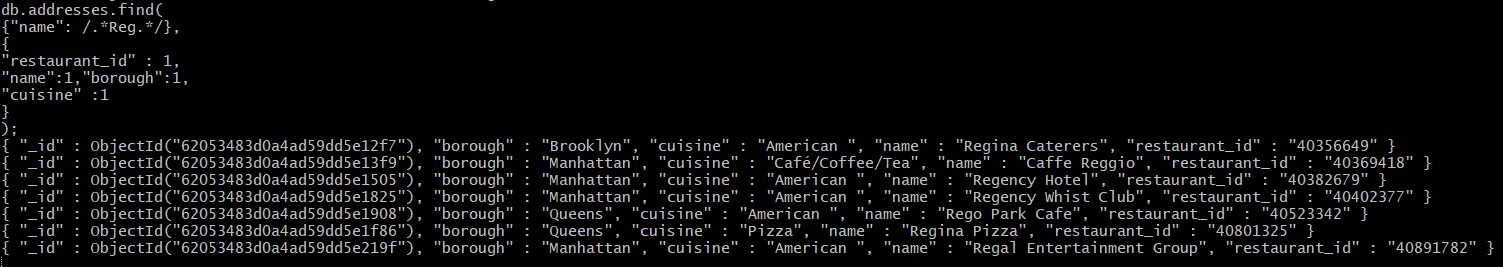 db.addresses.find(
{"name": /.*Reg.*/},
{
"restaurant_id" : 1,
"name":1,"borough":1,
"cuisine" :1
}
);
{ "_id" : ObjectId("62053483d0a4ad59dd5e12f7"), "borough" : "Brooklyn", "cuisine" : "American ", "name" : "Regina Caterers", "restaurant_id" : "40356649" }
{ "_id" : ObjectId("62053483d0a4ad59dd5e13f9"), "borough" : "Manhattan", "cuisine" : "Café/Coffee/Tea", "name" : "Caffe Reggio", "restaurant_id" : "40369418" }
{ "_id" : ObjectId("62053483d0a4ad59dd5e1505"), "borough" : "Manhattan", "cuisine" : "American ", "name" : "Regency Hotel", "restaurant_id" : "40382679" }
{ "_id" : ObjectId("62053483d0a4ad59dd5e1825"), "borough" : "Manhattan", "cuisine" : "American ", "name" : "Regency Whist Club", "restaurant_id" : "40402377" }
{ "_id" : ObjectId("62053483d0a4ad59dd5e1908"), "borough" : "Queens", "cuisine" : "American ", "name" : "Rego Park Cafe", "restaurant_id" : "40523342" }
{ "_id" : ObjectId("62053483d0a4ad59dd5e1f86"), "borough" : "Queens", "cuisine" : "Pizza", "name" : "Regina Pizza", "restaurant_id" : "40801325" }
{ "_id" : ObjectId("62053483d0a4ad59dd5e219f"), "borough" : "Manhattan", "cuisine" : "American ", "name" : "Regal Entertainment Group", "restaurant_id" : "40891782" }